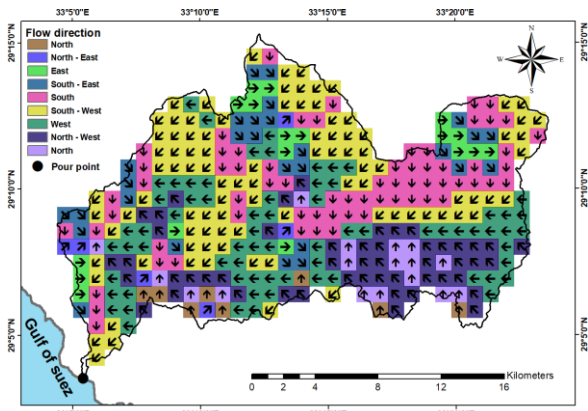 33°5'0"E 33°10'0"E 33°15'0"E 33°20'0"E
29°15'0"N 29°15'0"N
Flow direction
North
North - East
East
South - East
South
South - West
West
North - West
North
Pour point
N
W E
S
29°10'0"N 29°10'0"N
29°5'0"N 29°5'0"N
Gulf of suez
Kilometers
0 2 4 8 12 16